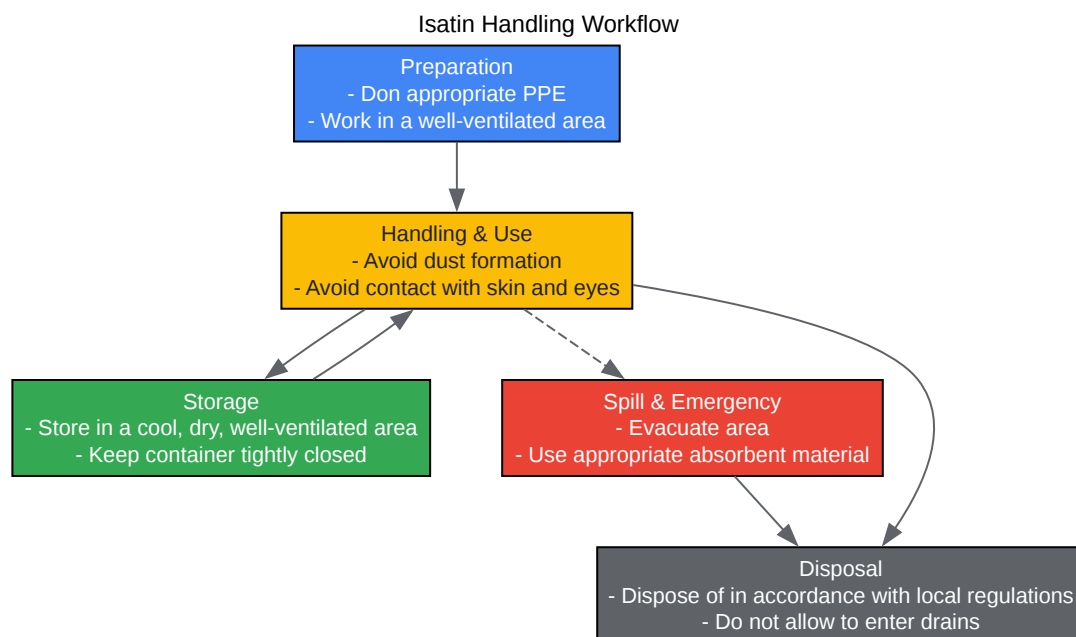 Isatin Handling Workflow
Preparation
- Don appropriate PPE
- Work in a well-ventilated area
Handling & Use
- Avoid dust formation
- Avoid contact with skin and eyes
Storage
- Store in a cool, dry, well-ventilated area
- Keep container tightly closed
Spill & Emergency
- Evacuate area
- Use appropriate absorbent material
Disposal
- Dispose of in accordance with local regulations
- Do not allow to enter drains